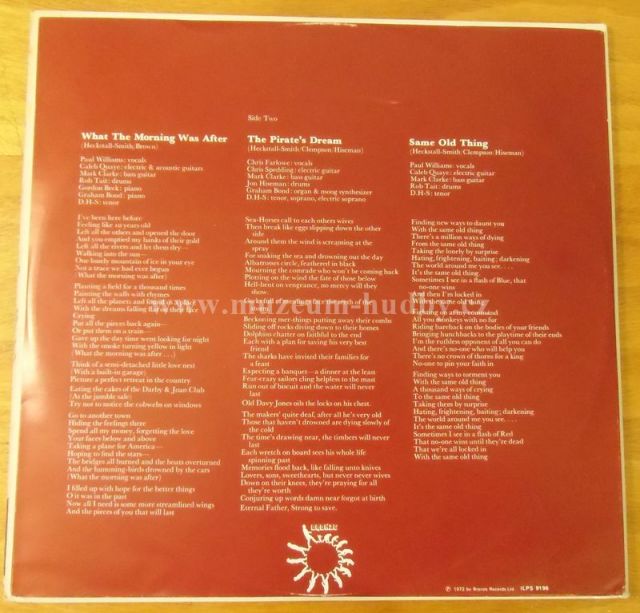 Side Two
What The Morning Was After
(Heckstall-Smith/Brown)
Paul Williams: vocals
Caleb Quaye: electric & acoustic guitars
Mark Clarke: bass guitar
Rob Tait: drums
Gordon Beck: piano
Graham Bond: piano
D.H-S: tenor
I've been here before
Feeling like 10 years old
Left all the others and opened the door
And you emptied my hands of their gold
Left all the rivers and let them dry—
Walking into the sun—
One lonely mountain of ice in your eye
Not a trace we had ever begun
(What the morning was after)
Planting a field for a thousand times
Painting the walls with rhymes
Left all the planets and found a
With the dreams falling out of their
Crying
Put all the pieces back again—
Or put them on a train—
Gave up the day time went looking for night
With the smoke turning yellow in light
(What the morning was after . . .)
Think of a semi-detached little love nest
(With a built-in garage)
Picture a perfect retreat in the country
Eating the cakes of the Darby & Joan Club
(At the jumble sale)
Try not to notice the cobwebs on windows
Go to another town
Hiding the feelings there
Spend all my money, forgetting the love
Your faces below and above
Taking a plane for America—
Hoping to find the stars—
The bridges all burned and the beats overturned
And the humming-birds drowned by the cars
(What the morning was after)
I filled up with hope for the better things
O it was in the past
Now all I need is some more streamlined wings
And the pieces of you that will last
The Pirate's Dream
(Heckstall-Smith/Clempson/Hiseman)
Chris Farlowe: vocals
Chris Spedding: electric guitar
Mark Clarke: bass guitar
Jon Hiseman: drums
Graham Bond: organ & moog synthesizer
D.H-S: tenor, soprano, electric soprano
Sea-Horses call to each others wives
Then break like eggs slipping down the other
side
Around them the wind is screaming at the
spray
For soaking the sea and drowning out the day
Albatrosses circle, feathered in black
Mourning the comrade who won't be coming back
Plotting on the wind the fate of those below
Hell-bent on vengeance, no mercy will they
show.
Beckoning mer-things putting away their combs
Sliding off rocks diving down to their homes
Dolphins chatter on faithful to the end
Each with a plan for saving his very best
friend
The sharks have invited their families for
a feast
Expecting a banquet—a dinner at the least
Fear-crazy sailors cling helpless to the mast
Run out of biscuit and the water will never
last
Old Davy Jones oils the locks on his chest.
The makers' quite deaf, after all he's very old
Those that haven't drowned are dying slowly of
the cold
The time's drawing near, the timbers will never
last
Each wretch on board sees his whole life
spinning past
Memories flood back, like falling onto knives
Lovers, sons, sweethearts, but never never wives
Down on their knees, they're praying for all
they're worth
Conjuring up words damn near forgot at birth
Eternal Father, Strong to save.
Same Old Thing
(Heckstall-Smith/Clempson/Hiseman)
Paul Williams: vocals
Caleb Quaye: electric guitar
Mark Clarke: bass guitar
Rob Tait: drums
D.H-S: tenor
Finding new ways to daunt you
With the same old thing
There's a million ways of dying
From the same old thing
Taking the lonely by surprise
Hating, frightening, baiting; darkening
The world around me you see. . . .
It's the same old thing.
Sometimes I see in a flash of Blue, that
no-one wins
And then I'm locked in
With the same old thing
All you monkeys with no fur
Riding bareback on the bodies of your friends
Bringing hunchbacks to the playtime of their ends
I'm the ruthless opponent of all you can do
And there's no-one who will help you
There's no crown of thorns for a king
No-one to pin your faith in
Finding ways to torment you
With the same old thing
A thousand ways of crying
To the same old thing
Taking them by surprise
Hating, frightening, baiting; darkening
The world around me you see. . . .
It's the same old thing
Sometimes I see in a flash of Red
That no-one wins until they're dead
That we're all locked in
With the same old thing
BRONZE
℗ 1972 by Bronze Records Ltd. ILPS 9196